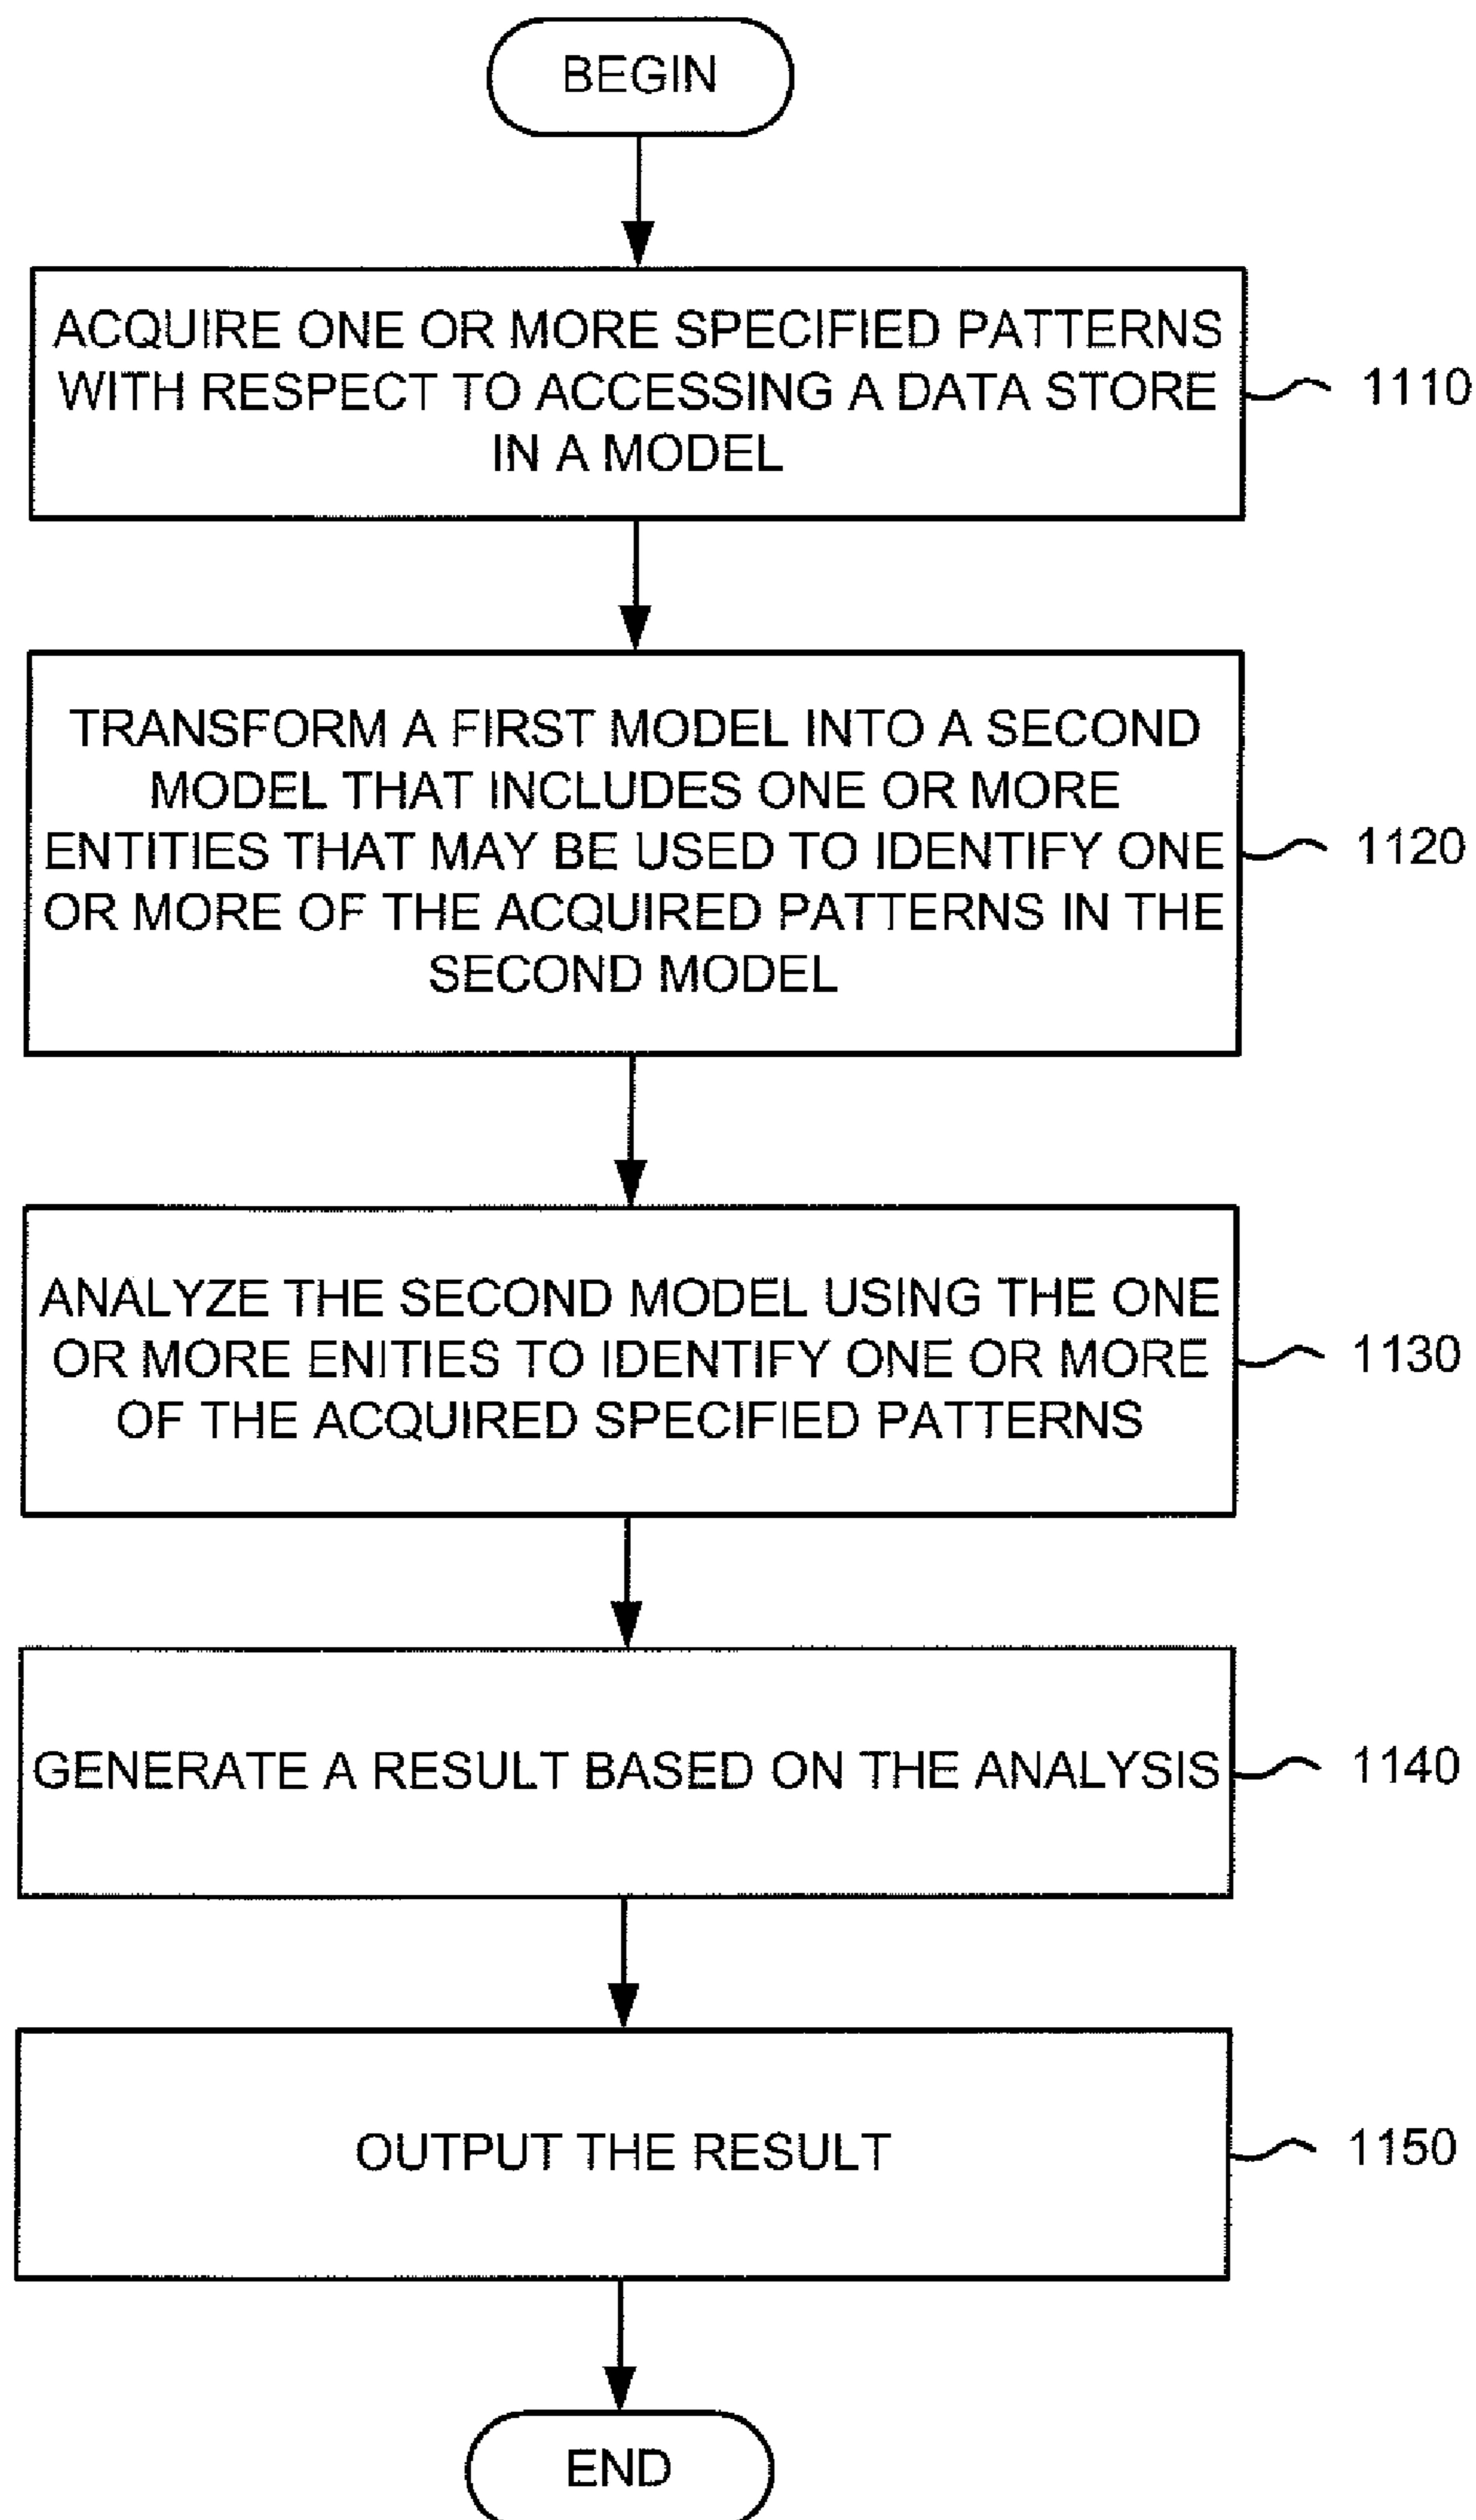 BEGIN
ACQUIRE ONE OR MORE SPECIFIED PATTERNS
WITH RESPECT TO ACCESSING A DATA STORE
IN A MODEL
1110
TRANSFORM A FIRST MODEL INTO A SECOND
MODEL THAT INCLUDES ONE OR MORE
ENTITIES THAT MAY BE USED TO IDENTIFY ONE
OR MORE OF THE ACQUIRED PATTERNS IN THE
SECOND MODEL
1120
ANALYZE THE SECOND MODEL USING THE ONE
OR MORE ENITIES TO IDENTIFY ONE OR MORE
OF THE ACQUIRED SPECIFIED PATTERNS
1130
GENERATE A RESULT BASED ON THE ANALYSIS
1140
OUTPUT THE RESULT
1150
END